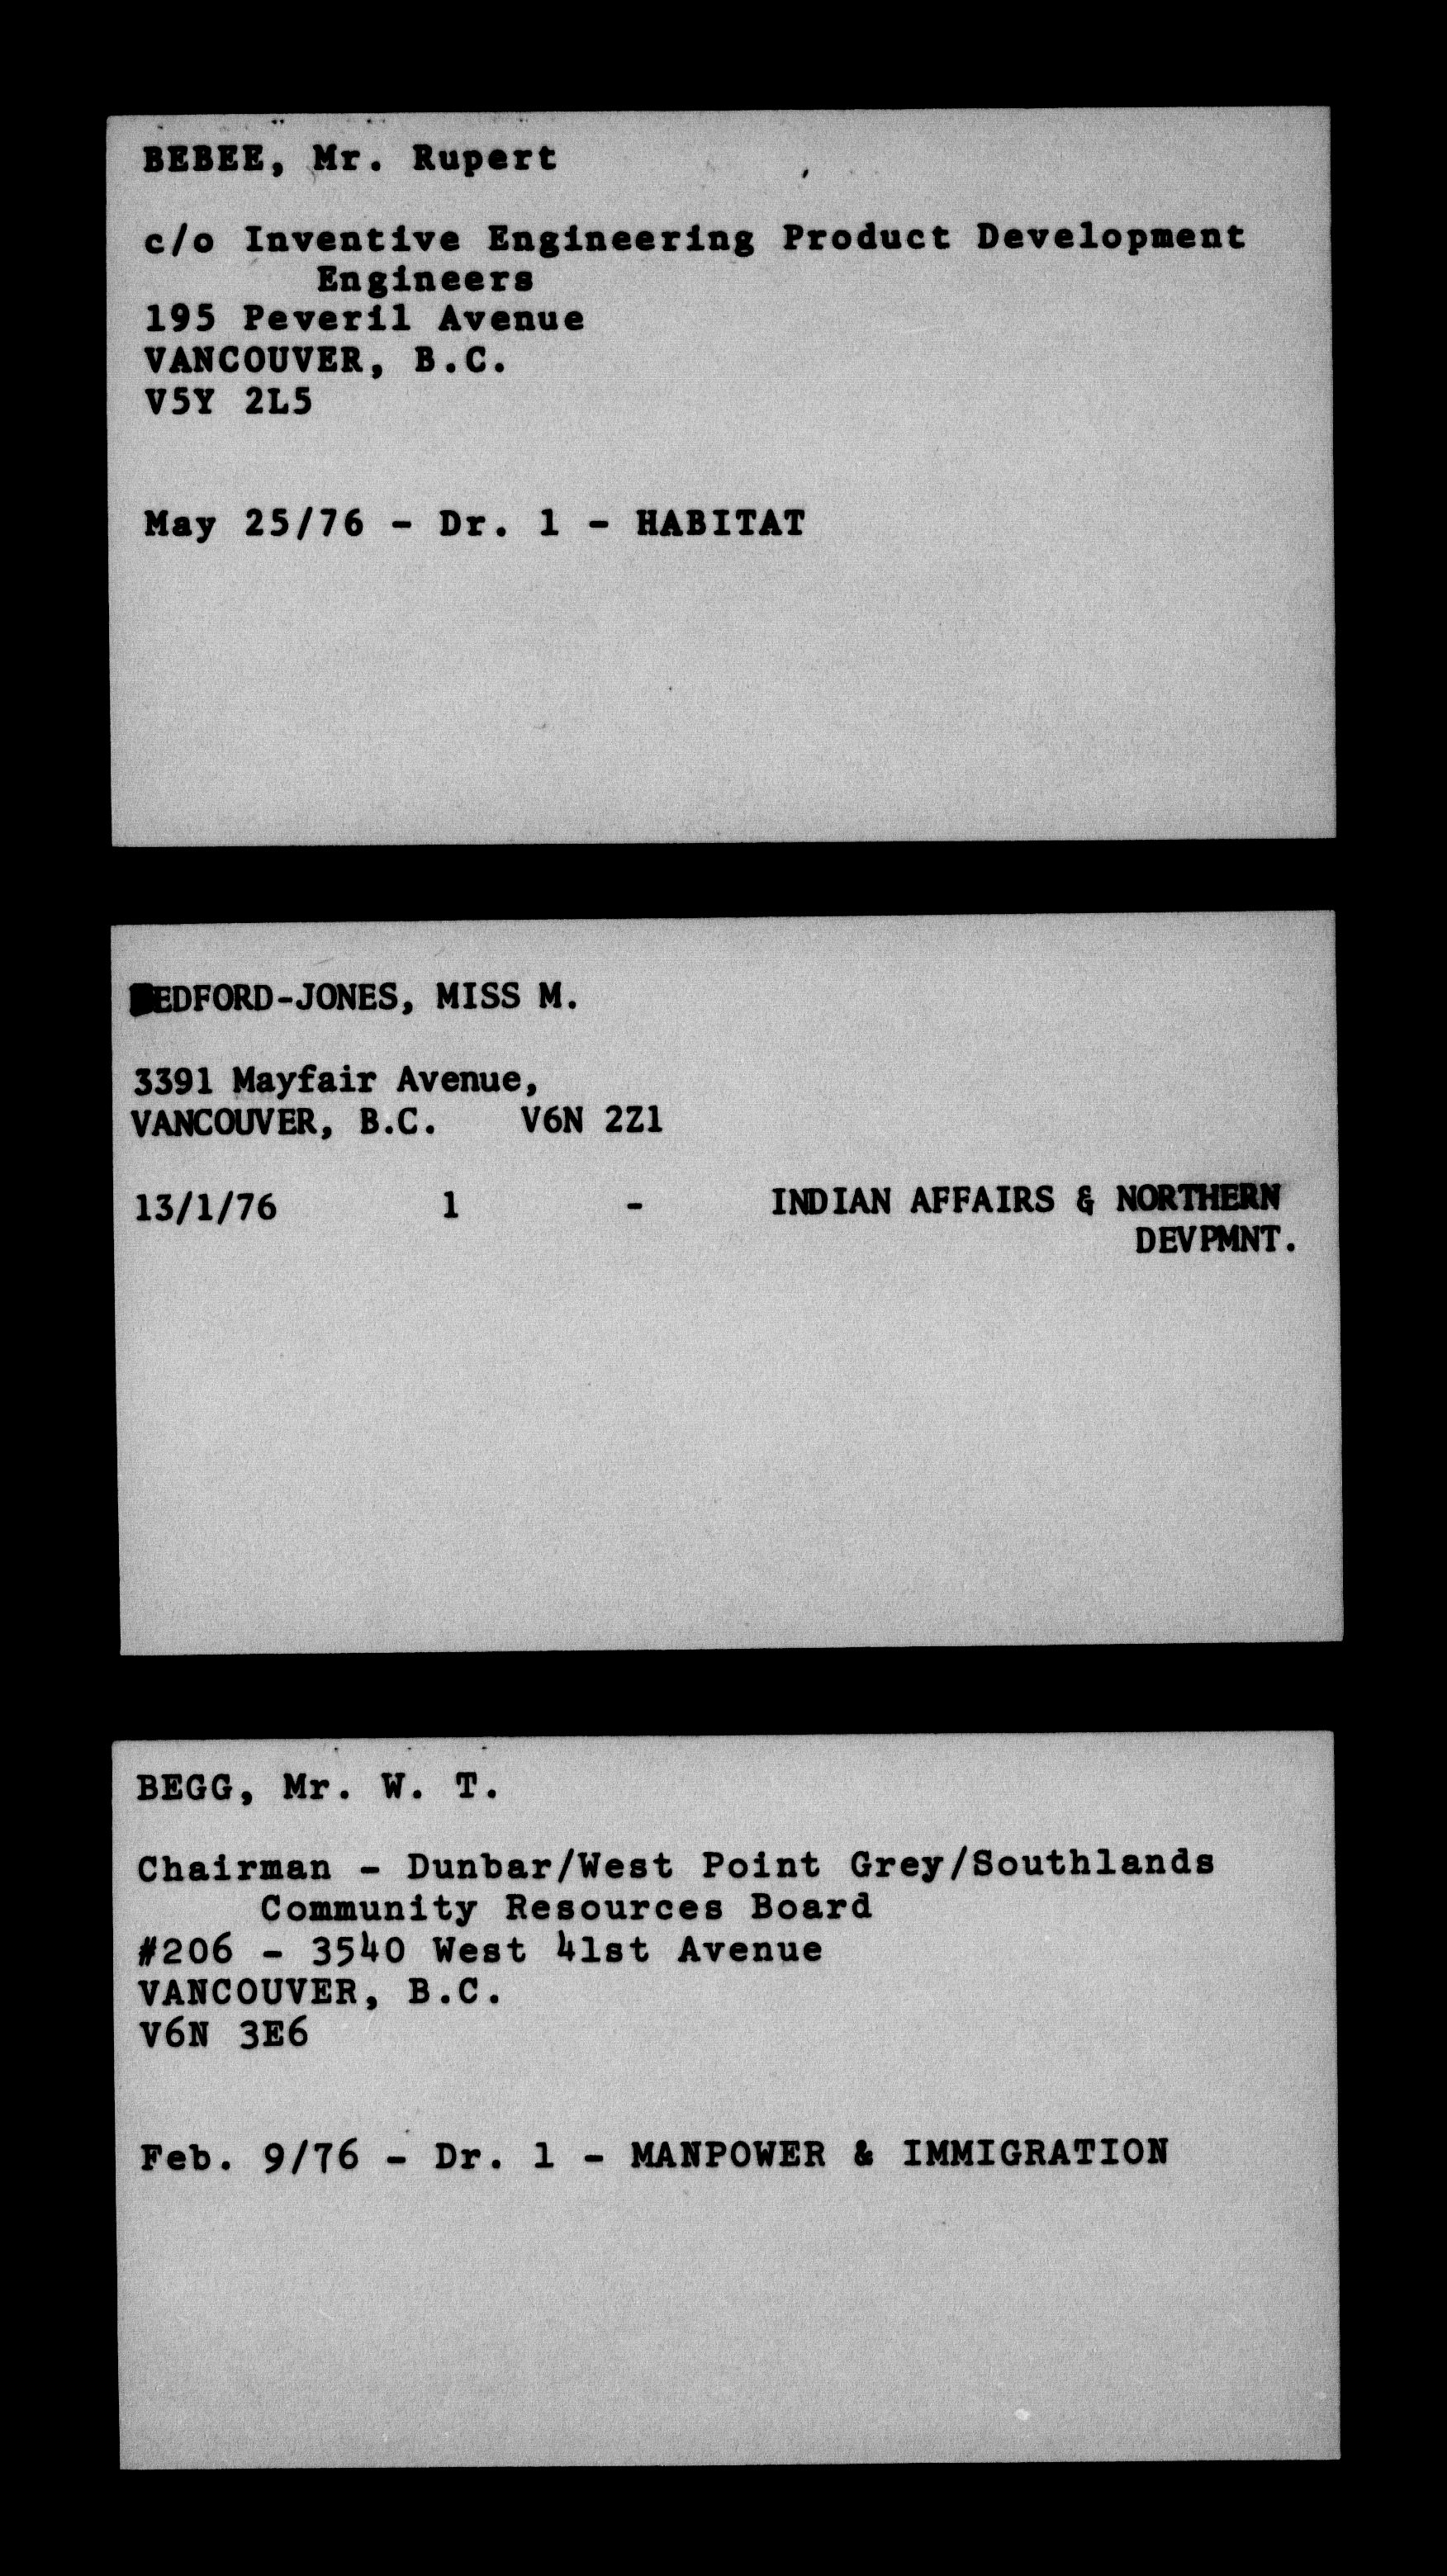 BEBEE, Mr. Rupert
c/o Inventive Engineering Product Development
Engineers
195 Peveril Avenue
VANCOUVER, B.C.
V5Y 2L5
May 25/76 - Dr. 1 - HABITAT
BEDFORD-JONES, MISS M.
3391 Mayfair Avenue,
VANCOUVER, B.C. V6N 2Z1
13/1/76 1 - INDIAN AFFAIRS & NORTHERN
DEVPMNT.
BEGG, Mr. W. T.
Chairman - Dunbar/West Point Grey/Southlands
Community Resources Board
#206 - 3540 West 41st Avenue
VANCOUVER, B.C.
V6N 3E6
Feb. 9/76 - Dr. 1 - MANPOWER & IMMIGRATION